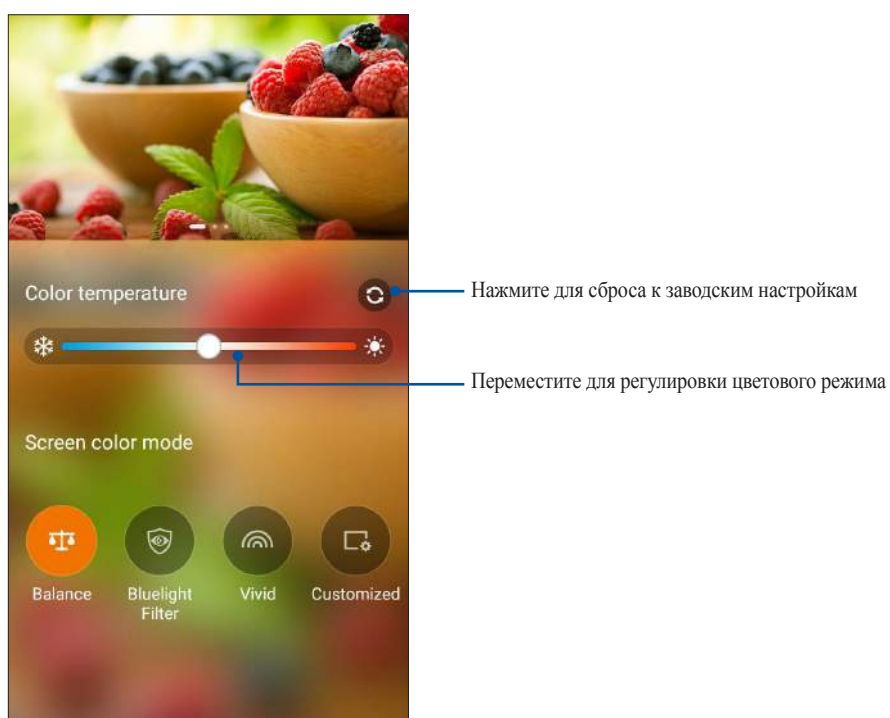 Color temperature
Нажмите для сброса к заводским настройкам
Переместите для регулировки цветового режима
Screen color mode
Balance
Bluelight
Filter
Vivid
Customized